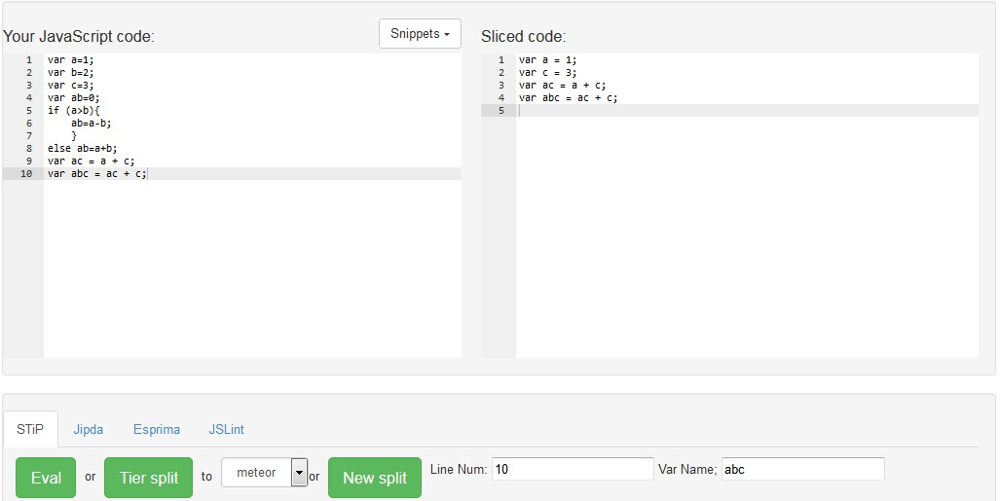 Your JavaScript code:
Snippets
1 var a=1;
2 var b=2;
3 var c=3;
4 var ab=0;
5 if (a>b){
6     ab=a-b;
7     }
8 else ab=a+b;
9 var ac = a + c;
10 var abc = ac + c;
Sliced code:
1 var a = 1;
2 var c = 3;
3 var ac = a + c;
4 var abc = ac + c;
5
STiP Jipda Esprima JSLint
Eval or Tier split to meteor or New split Line Num: 10 Var Name; abc